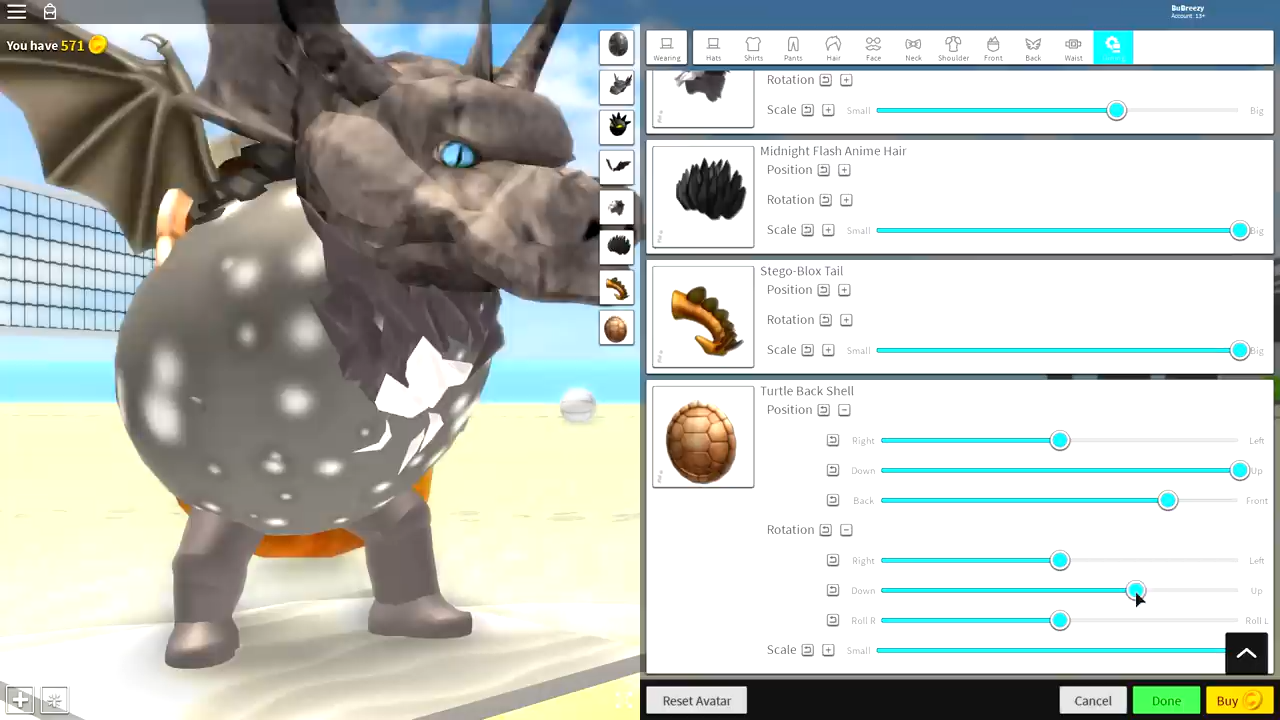 BuBreezy
Account: 13+
You have 571
Wearing
Hats
Shirts
Pants
Hair
Face
Neck
Shoulder
Front
Back
Waist
Rotation
Scale
Small
Big
Midnight Flash Anime Hair
Position
Rotation
Scale
Small
Big
Stego-Blox Tail
Position
Rotation
Scale
Small
Big
Turtle Back Shell
Position
Right
Left
Down
Up
Back
Front
Rotation
Right
Left
Down
Up
Roll R
Roll L
Scale
Small
Reset Avatar
Cancel
Done
Buy